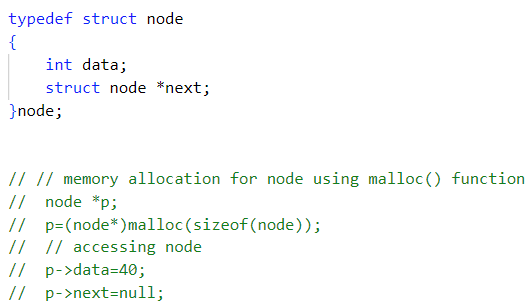 typedef struct node
{
    int data;
    struct node *next;
}node;
// // memory allocation for node using malloc() function
//  node *p;
//  p=(node*)malloc(sizeof(node));
//  // accessing node
//  p->data=40;
//  p->next=null;